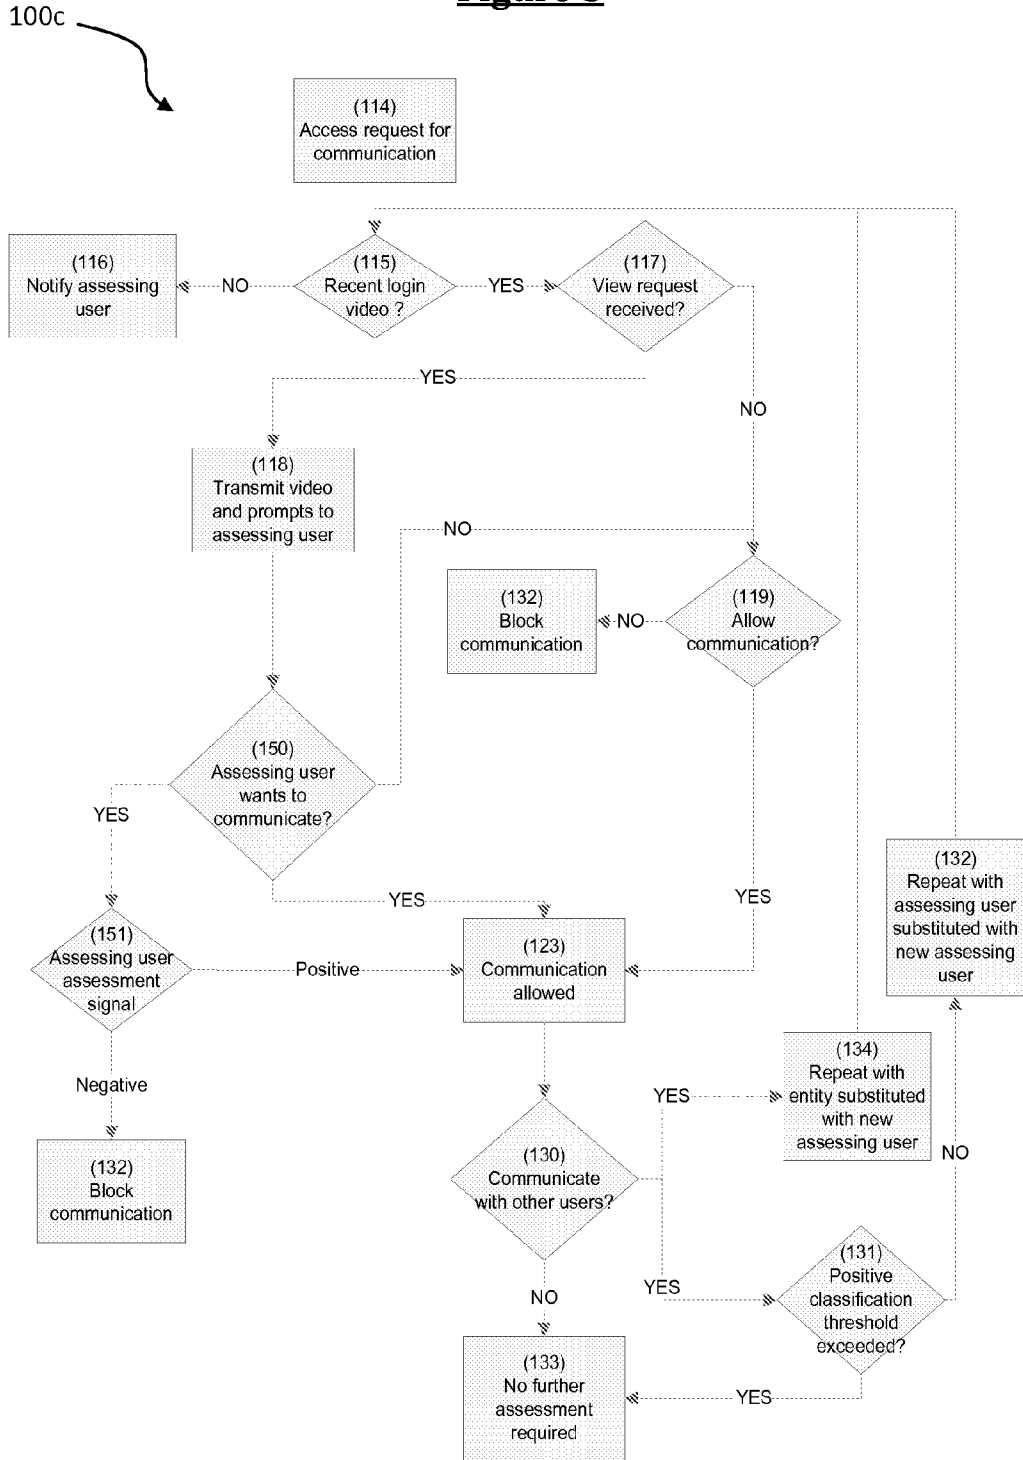 100c
(114)
Access request for
communication
(116)
Notify assessing
user
NO
(115)
Recent login
video ?
YES
(117)
View request
received?
YES
NO
(118)
Transmit video
and prompts to
assessing user
NO
(132)
Block
communication
NO
(119)
Allow
communication?
(150)
Assessing user
wants to
communicate?
YES
YES
YES
(132)
Repeat with
assessing user
substituted with
new assessing
user
(151)
Assessing user
assessment
signal
Positive
(123)
Communication
allowed
Negative
(134)
Repeat with
entity substituted
with new
assessing user
YES
NO
(132)
Block
communication
(130)
Communicate
with other users?
YES
(131)
Positive
classification
threshold
exceeded?
NO
(133)
No further
assessment
required
YES